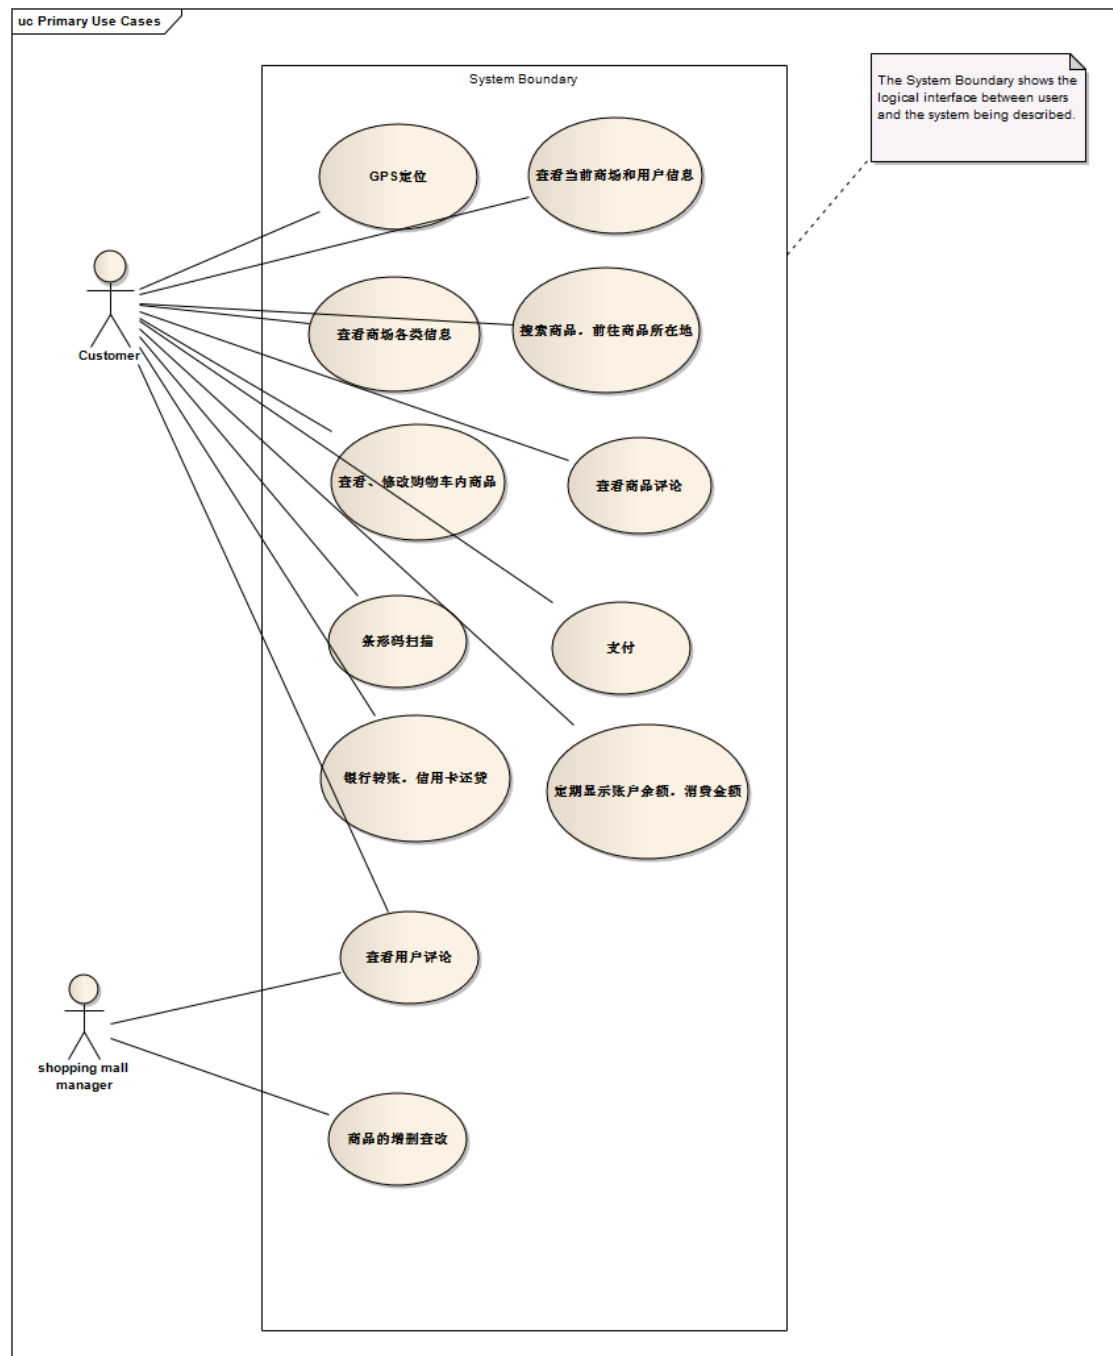 uc Primary Use Cases
System Boundary
The System Boundary shows the
logical interface between users
and the system being described.
GPS定位
查看当前商场和用户信息
Customer
查看商场各类信息
搜索商品，前往商品所在地
查看、修改购物车内商品
查看商品评论
条形码扫描
支付
银行转账，信用卡还贷
定期显示账户余额，消费金额
查看用户评论
shopping mall
manager
商品的增删查改